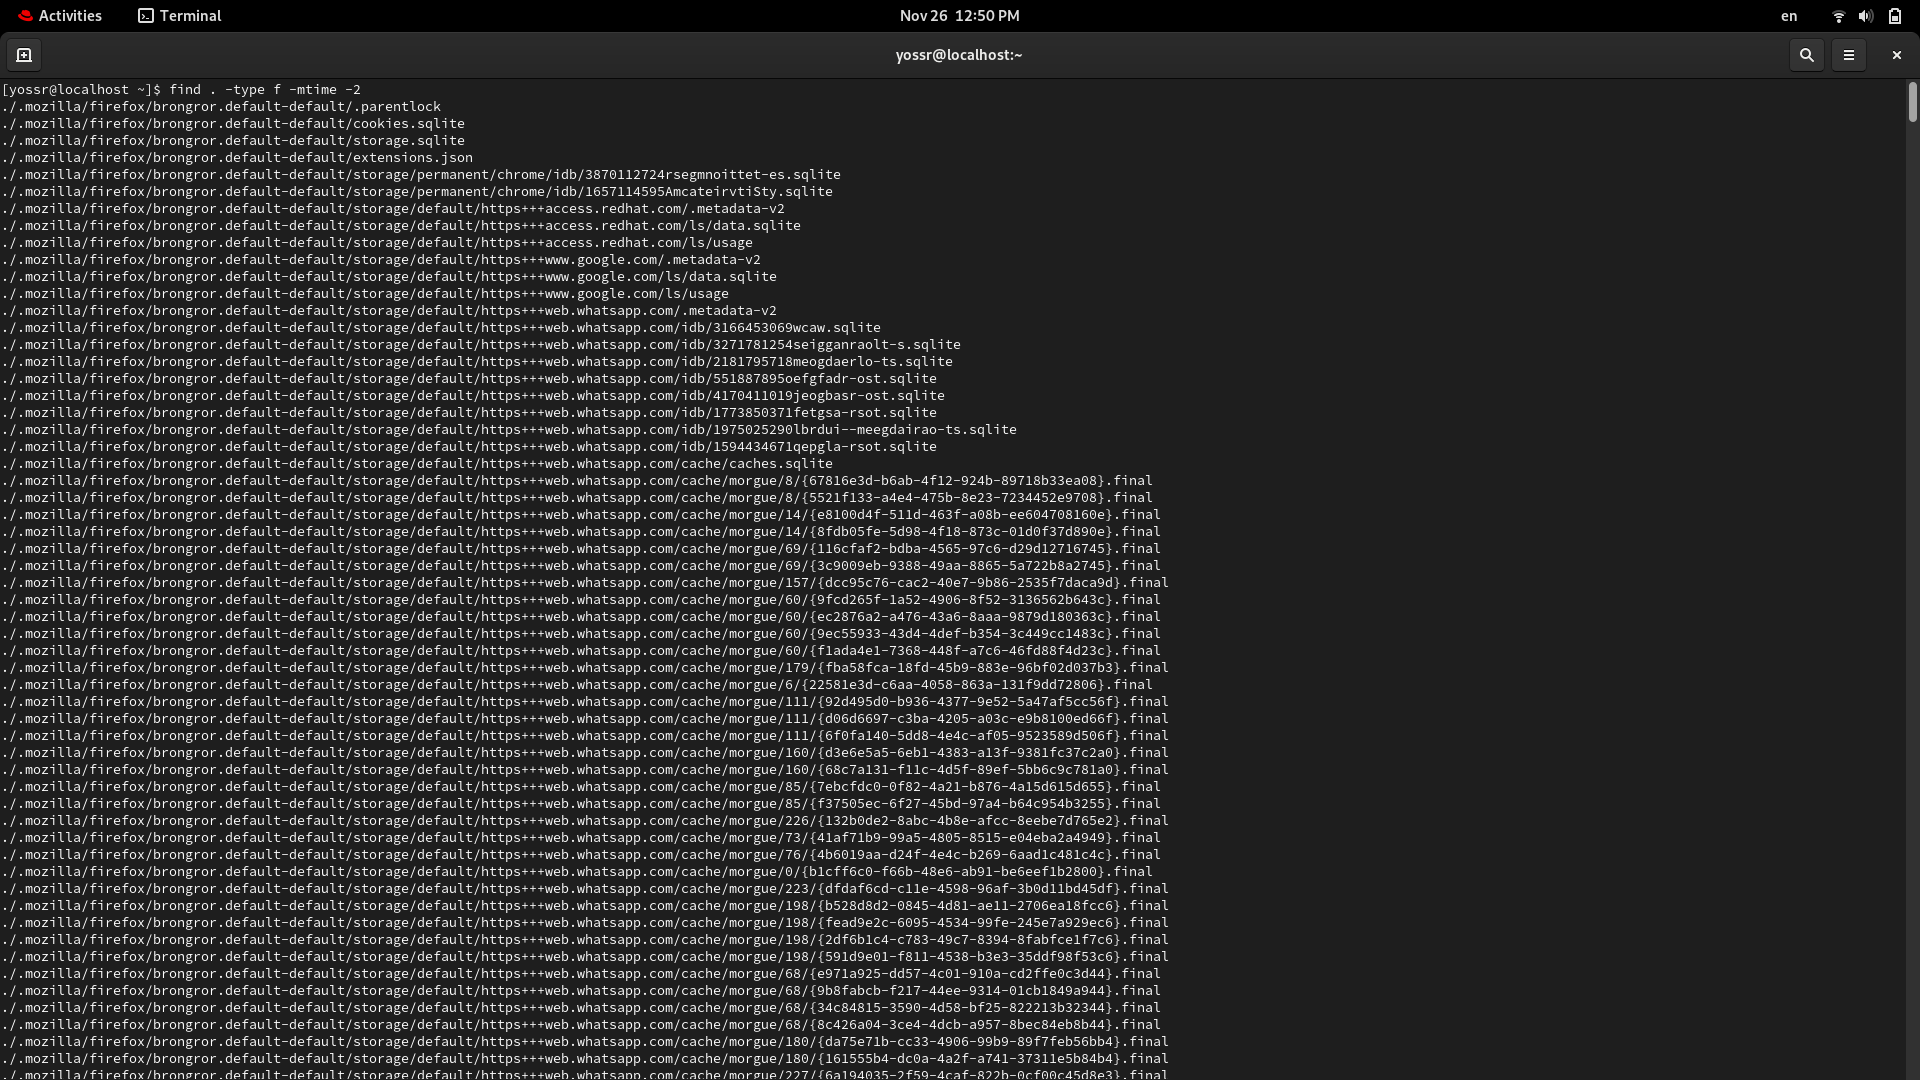 Activities Terminal Nov 26 12:50 PM en
yossr@localhost:~
[yossr@localhost ~]$ find . -type f -mtime -2
./.mozilla/firefox/brongror.default-default/.parentlock
./.mozilla/firefox/brongror.default-default/cookies.sqlite
./.mozilla/firefox/brongror.default-default/storage.sqlite
./.mozilla/firefox/brongror.default-default/extensions.json
./.mozilla/firefox/brongror.default-default/storage/permanent/chrome/idb/3870112724rsegmnoittet-es.sqlite
./.mozilla/firefox/brongror.default-default/storage/permanent/chrome/idb/1657114595AmcateirvtiSty.sqlite
./.mozilla/firefox/brongror.default-default/storage/default/https+++access.redhat.com/.metadata-v2
./.mozilla/firefox/brongror.default-default/storage/default/https+++access.redhat.com/ls/data.sqlite
./.mozilla/firefox/brongror.default-default/storage/default/https+++access.redhat.com/ls/usage
./.mozilla/firefox/brongror.default-default/storage/default/https+++www.google.com/.metadata-v2
./.mozilla/firefox/brongror.default-default/storage/default/https+++www.google.com/ls/data.sqlite
./.mozilla/firefox/brongror.default-default/storage/default/https+++www.google.com/ls/usage
./.mozilla/firefox/brongror.default-default/storage/default/https+++web.whatsapp.com/.metadata-v2
./.mozilla/firefox/brongror.default-default/storage/default/https+++web.whatsapp.com/idb/3166453069wcaw.sqlite
./.mozilla/firefox/brongror.default-default/storage/default/https+++web.whatsapp.com/idb/3271781254seigganraolt-s.sqlite
./.mozilla/firefox/brongror.default-default/storage/default/https+++web.whatsapp.com/idb/2181795718meogdaerlo-ts.sqlite
./.mozilla/firefox/brongror.default-default/storage/default/https+++web.whatsapp.com/idb/551887895oefgfadr-ost.sqlite
./.mozilla/firefox/brongror.default-default/storage/default/https+++web.whatsapp.com/idb/4170411019jeogbasr-ost.sqlite
./.mozilla/firefox/brongror.default-default/storage/default/https+++web.whatsapp.com/idb/1773850371fetgsa-rsot.sqlite
./.mozilla/firefox/brongror.default-default/storage/default/https+++web.whatsapp.com/idb/1975025290lbrdui--meegdairao-ts.sqlite
./.mozilla/firefox/brongror.default-default/storage/default/https+++web.whatsapp.com/idb/1594434671qepgla-rsot.sqlite
./.mozilla/firefox/brongror.default-default/storage/default/https+++web.whatsapp.com/cache/caches.sqlite
./.mozilla/firefox/brongror.default-default/storage/default/https+++web.whatsapp.com/cache/morgue/8/{67816e3d-b6ab-4f12-924b-89718b33ea08}.final
./.mozilla/firefox/brongror.default-default/storage/default/https+++web.whatsapp.com/cache/morgue/8/{5521f133-a4e4-475b-8e23-7234452e9708}.final
./.mozilla/firefox/brongror.default-default/storage/default/https+++web.whatsapp.com/cache/morgue/14/{e8100d4f-511d-463f-a08b-ee604708160e}.final
./.mozilla/firefox/brongror.default-default/storage/default/https+++web.whatsapp.com/cache/morgue/14/{8fdb05fe-5d98-4f18-873c-01d0f37d890e}.final
./.mozilla/firefox/brongror.default-default/storage/default/https+++web.whatsapp.com/cache/morgue/69/{116cfaf2-bdba-4565-97c6-d29d12716745}.final
./.mozilla/firefox/brongror.default-default/storage/default/https+++web.whatsapp.com/cache/morgue/69/{3c9009eb-9388-49aa-8865-5a722b8a2745}.final
./.mozilla/firefox/brongror.default-default/storage/default/https+++web.whatsapp.com/cache/morgue/157/{dcc95c76-cac2-40e7-9b86-2535f7daca9d}.final
./.mozilla/firefox/brongror.default-default/storage/default/https+++web.whatsapp.com/cache/morgue/60/{9fcd265f-1a52-4906-8f52-3136562b643c}.final
./.mozilla/firefox/brongror.default-default/storage/default/https+++web.whatsapp.com/cache/morgue/60/{ec2876a2-a476-43a6-8aaa-9879d180363c}.final
./.mozilla/firefox/brongror.default-default/storage/default/https+++web.whatsapp.com/cache/morgue/60/{9ec55933-43d4-4def-b354-3c449cc1483c}.final
./.mozilla/firefox/brongror.default-default/storage/default/https+++web.whatsapp.com/cache/morgue/60/{f1ada4e1-7368-448f-a7c6-46fd88f4d23c}.final
./.mozilla/firefox/brongror.default-default/storage/default/https+++web.whatsapp.com/cache/morgue/179/{fba58fca-18fd-45b9-883e-96bf02d037b3}.final
./.mozilla/firefox/brongror.default-default/storage/default/https+++web.whatsapp.com/cache/morgue/6/{22581e3d-c6aa-4058-863a-131f9dd72806}.final
./.mozilla/firefox/brongror.default-default/storage/default/https+++web.whatsapp.com/cache/morgue/111/{92d495d0-b936-4377-9e52-5a47af5cc56f}.final
./.mozilla/firefox/brongror.default-default/storage/default/https+++web.whatsapp.com/cache/morgue/111/{d06d6697-c3ba-4205-a03c-e9b8100ed66f}.final
./.mozilla/firefox/brongror.default-default/storage/default/https+++web.whatsapp.com/cache/morgue/111/{6f0fa140-5dd8-4e4c-af05-9523589d506f}.final
./.mozilla/firefox/brongror.default-default/storage/default/https+++web.whatsapp.com/cache/morgue/160/{d3e6e5a5-6eb1-4383-a13f-9381fc37c2a0}.final
./.mozilla/firefox/brongror.default-default/storage/default/https+++web.whatsapp.com/cache/morgue/160/{68c7a131-f11c-4d5f-89ef-5bb6c9c781a0}.final
./.mozilla/firefox/brongror.default-default/storage/default/https+++web.whatsapp.com/cache/morgue/85/{7ebcfdc0-0f82-4a21-b876-4a15d615d655}.final
./.mozilla/firefox/brongror.default-default/storage/default/https+++web.whatsapp.com/cache/morgue/85/{f37505ec-6f27-45bd-97a4-b64c954b3255}.final
./.mozilla/firefox/brongror.default-default/storage/default/https+++web.whatsapp.com/cache/morgue/226/{132b0de2-8abc-4b8e-afcc-8eebe7d765e2}.final
./.mozilla/firefox/brongror.default-default/storage/default/https+++web.whatsapp.com/cache/morgue/73/{41af71b9-99a5-4805-8515-e04eba2a4949}.final
./.mozilla/firefox/brongror.default-default/storage/default/https+++web.whatsapp.com/cache/morgue/76/{4b6019aa-d24f-4e4c-b269-6aad1c481c4c}.final
./.mozilla/firefox/brongror.default-default/storage/default/https+++web.whatsapp.com/cache/morgue/0/{b1cff6c0-f66b-48e6-ab91-be6eef1b2800}.final
./.mozilla/firefox/brongror.default-default/storage/default/https+++web.whatsapp.com/cache/morgue/223/{dfdaf6cd-c11e-4598-96af-3b0d11bd45df}.final
./.mozilla/firefox/brongror.default-default/storage/default/https+++web.whatsapp.com/cache/morgue/198/{b528d8d2-0845-4d81-ae11-2706ea18fcc6}.final
./.mozilla/firefox/brongror.default-default/storage/default/https+++web.whatsapp.com/cache/morgue/198/{fead9e2c-6095-4534-99fe-245e7a929ec6}.final
./.mozilla/firefox/brongror.default-default/storage/default/https+++web.whatsapp.com/cache/morgue/198/{2df6b1c4-c783-49c7-8394-8fabfce1f7c6}.final
./.mozilla/firefox/brongror.default-default/storage/default/https+++web.whatsapp.com/cache/morgue/198/{591d9e01-f811-4538-b3e3-35ddf98f53c6}.final
./.mozilla/firefox/brongror.default-default/storage/default/https+++web.whatsapp.com/cache/morgue/68/{e971a925-dd57-4c01-910a-cd2ffe0c3d44}.final
./.mozilla/firefox/brongror.default-default/storage/default/https+++web.whatsapp.com/cache/morgue/68/{9b8fabcb-f217-44ee-9314-01cb1849a944}.final
./.mozilla/firefox/brongror.default-default/storage/default/https+++web.whatsapp.com/cache/morgue/68/{34c84815-3590-4d58-bf25-822213b32344}.final
./.mozilla/firefox/brongror.default-default/storage/default/https+++web.whatsapp.com/cache/morgue/68/{8c426a04-3ce4-4dcb-a957-8bec84eb8b44}.final
./.mozilla/firefox/brongror.default-default/storage/default/https+++web.whatsapp.com/cache/morgue/180/{da75e71b-cc33-4906-99b9-89f7feb56bb4}.final
./.mozilla/firefox/brongror.default-default/storage/default/https+++web.whatsapp.com/cache/morgue/180/{161555b4-dc0a-4a2f-a741-37311e5b84b4}.final
./.mozilla/firefox/brongror.default-default/storage/default/https+++web.whatsapp.com/cache/morgue/227/{6a194035-2f59-4caf-822b-0cf00c45d8e3}.final